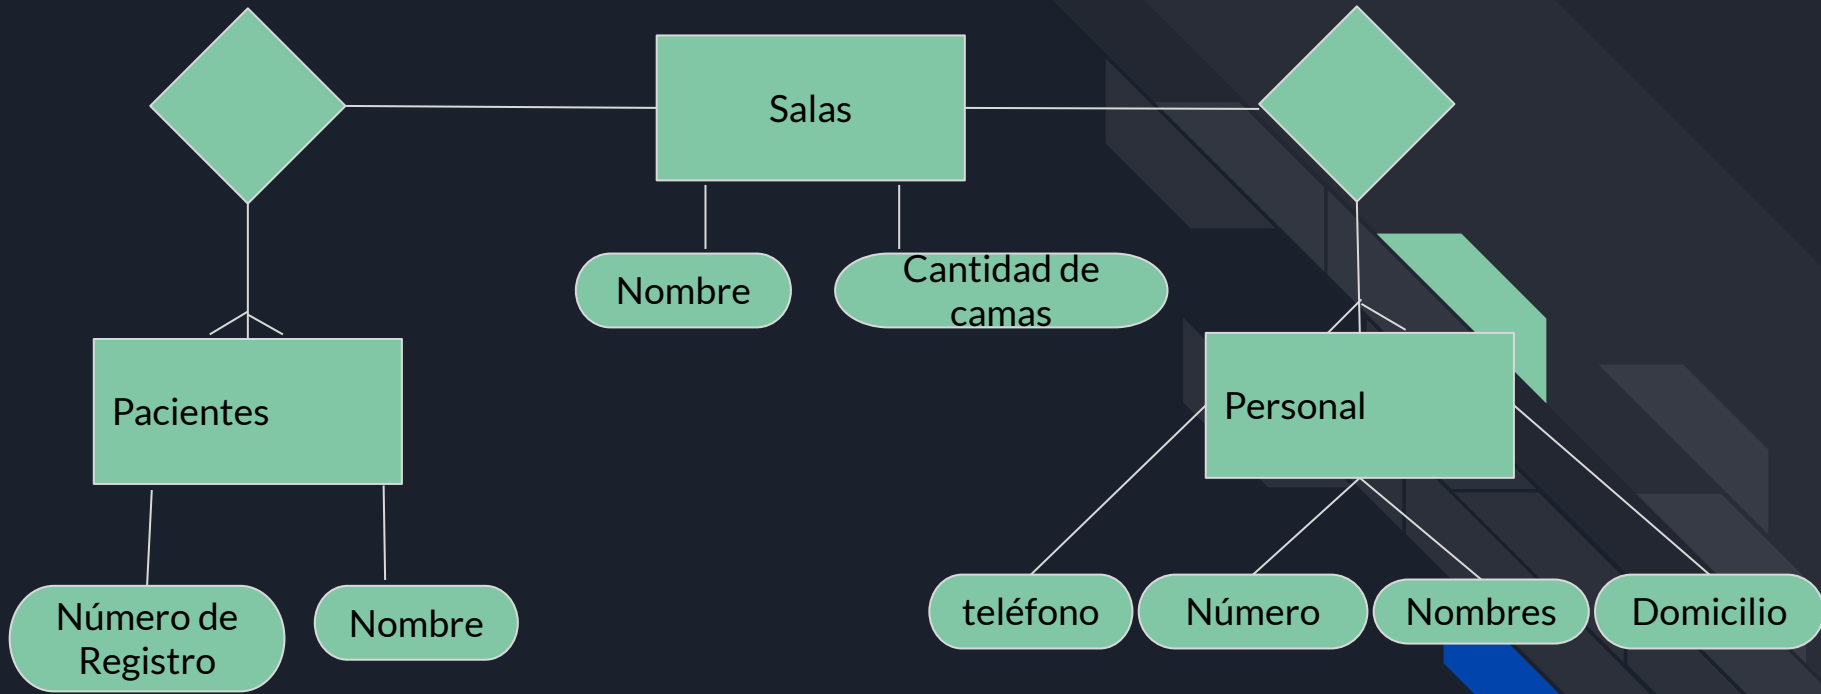 Salas
Nombre
Cantidad de
camas
Pacientes
Personal
Número de
Registro
Nombre
teléfono
Número
Nombres
Domicilio